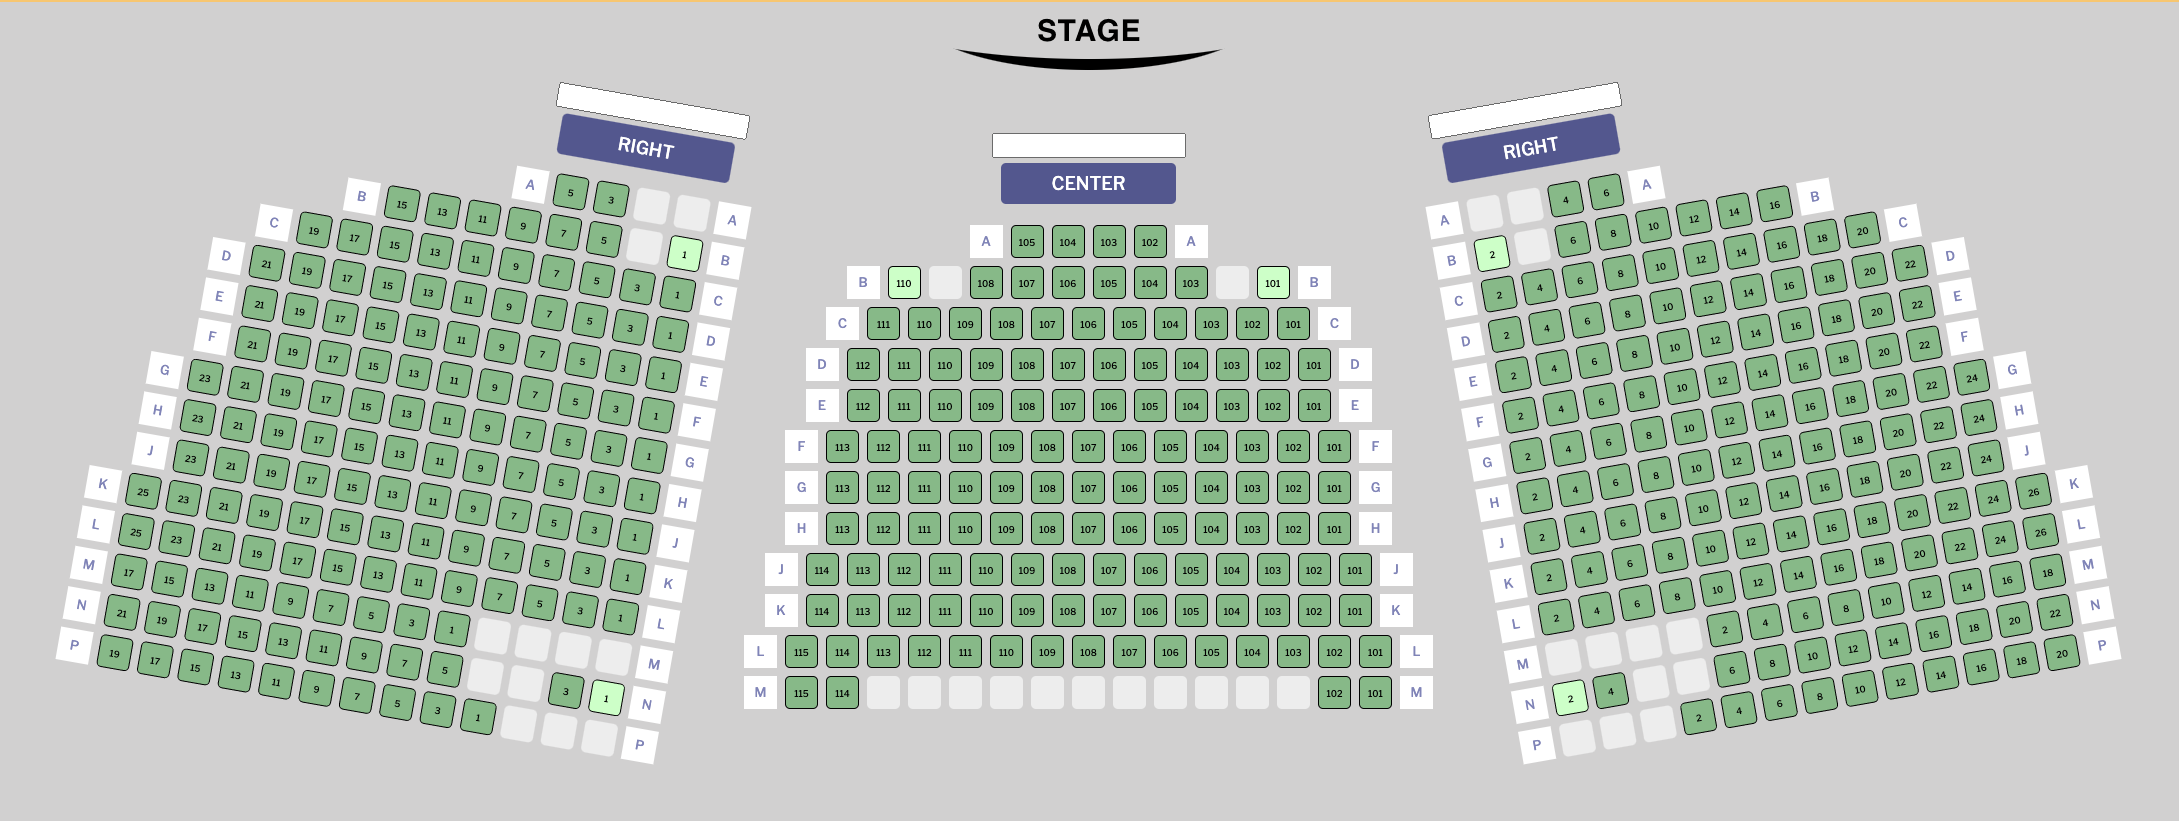 STAGE
RIGHT
A 5 3 A
B 15 13 11 9 7 5 1 B
C 19 17 15 13 11 9 7 5 3 1 C
D 21 19 17 15 13 11 9 7 5 3 1 D
E 21 19 17 15 13 11 9 7 5 3 1 E
F 21 19 17 15 13 11 9 7 5 3 1 F
G 23 21 19 17 15 13 11 9 7 5 3 1 G
H 23 21 19 17 15 13 11 9 7 5 3 1 H
J 23 21 19 17 15 13 11 9 7 5 3 1 J
K 25 23 21 19 17 15 13 11 9 7 5 3 1 K
L 25 23 21 19 17 15 13 11 9 7 5 3 1 L
M 17 15 13 11 9 7 5 3 1 M
N 21 19 17 15 13 11 9 7 5 3 1 N
P 19 17 15 13 11 9 7 5 3 1 P
CENTER
A 105 104 103 102 A
B 110 108 107 106 105 104 103 101 B
C 111 110 109 108 107 106 105 104 103 102 101 C
D 112 111 110 109 108 107 106 105 104 103 102 101 D
E 112 111 110 109 108 107 106 105 104 103 102 101 E
F 113 112 111 110 109 108 107 106 105 104 103 102 101 F
G 113 112 111 110 109 108 107 106 105 104 103 102 101 G
H 113 112 111 110 109 108 107 106 105 104 103 102 101 H
J 114 113 112 111 110 109 108 107 106 105 104 103 102 101 J
K 114 113 112 111 110 109 108 107 106 105 104 103 102 101 K
L 115 114 113 112 111 110 109 108 107 106 105 104 103 102 101 L
M 115 114 102 101 M
RIGHT
A 4 6 A
B 2 6 8 10 12 14 16 B
C 2 4 6 8 10 12 14 16 18 20 C
D 2 4 6 8 10 12 14 16 18 20 22 D
E 2 4 6 8 10 12 14 16 18 20 22 E
F 2 4 6 8 10 12 14 16 18 20 22 F
G 2 4 6 8 10 12 14 16 18 20 22 24 G
H 2 4 6 8 10 12 14 16 18 20 22 24 H
J 2 4 6 8 10 12 14 16 18 20 22 24 J
K 2 4 6 8 10 12 14 16 18 20 22 24 26 K
L 2 4 6 8 10 12 14 16 18 20 22 24 26 L
M 2 4 6 8 10 12 14 16 18 M
N 2 4 6 8 10 12 14 16 18 20 22 N
P 2 4 6 8 10 12 14 16 18 20 P